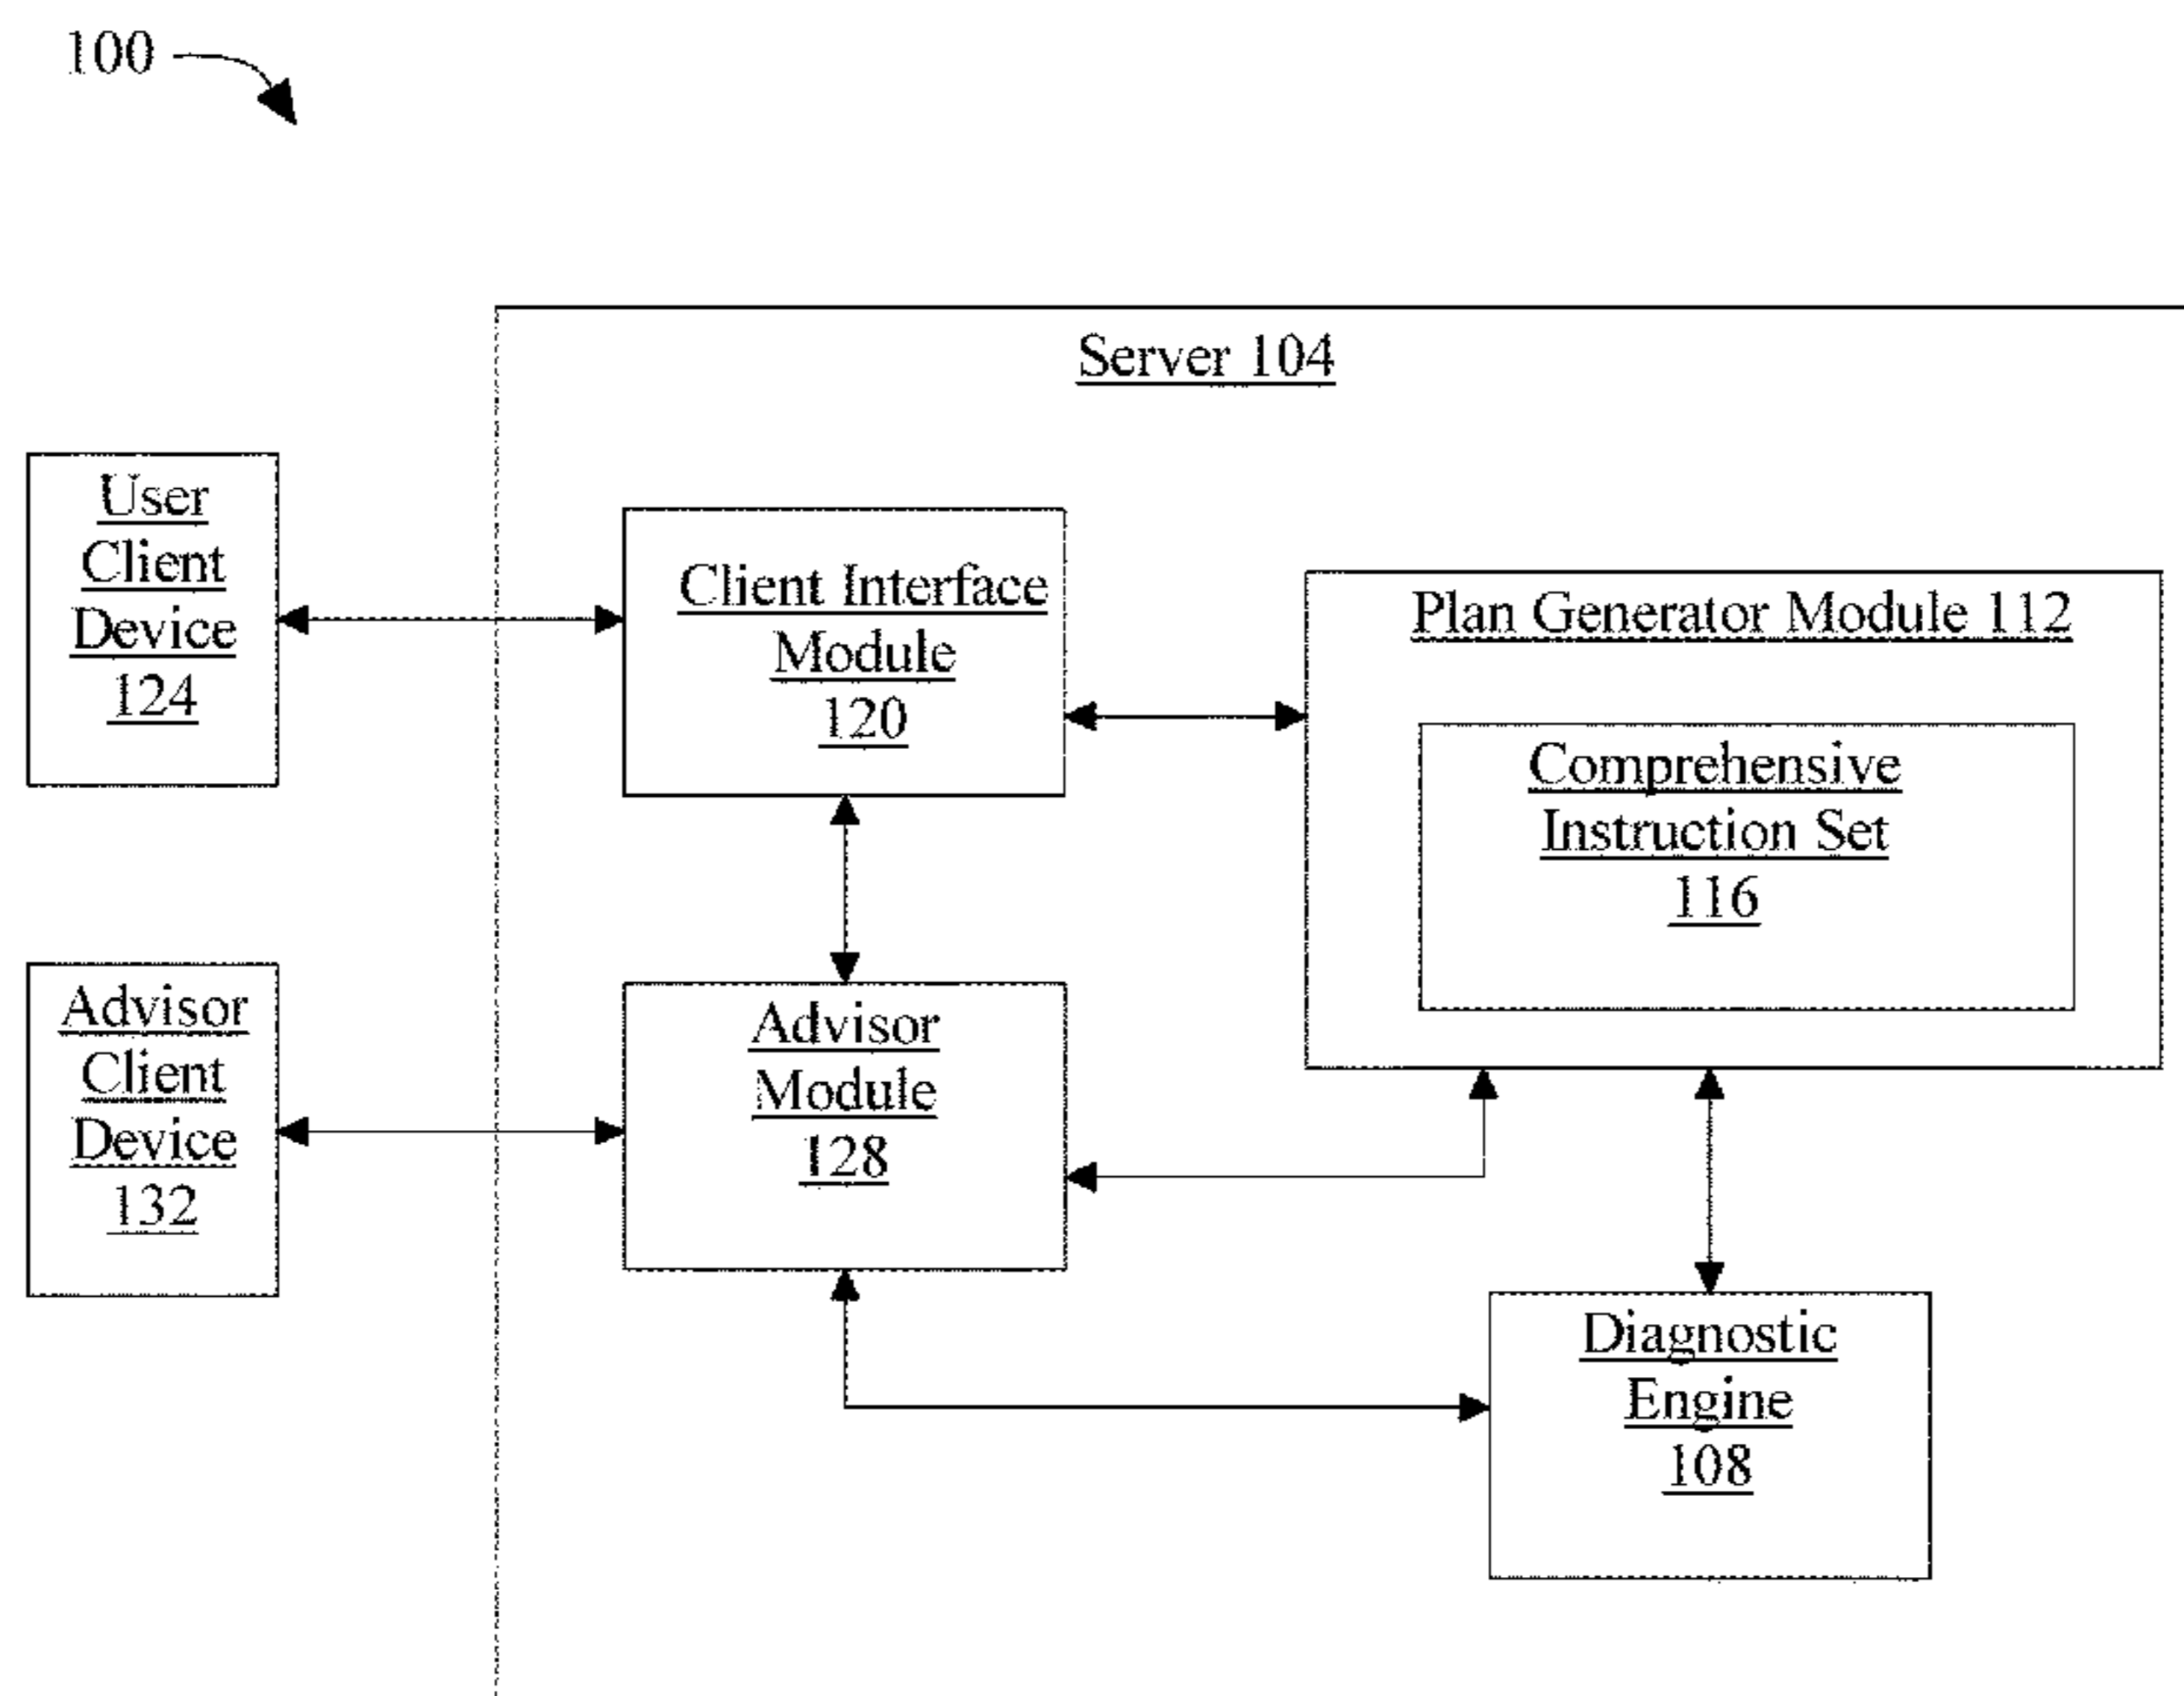 100
Server 104
User
Client
Device
124
Client Interface
Module
120
Plan Generator Module 112
Comprehensive
Instruction Set
116
Advisor
Client
Device
132
Advisor
Module
128
Diagnostic
Engine
108